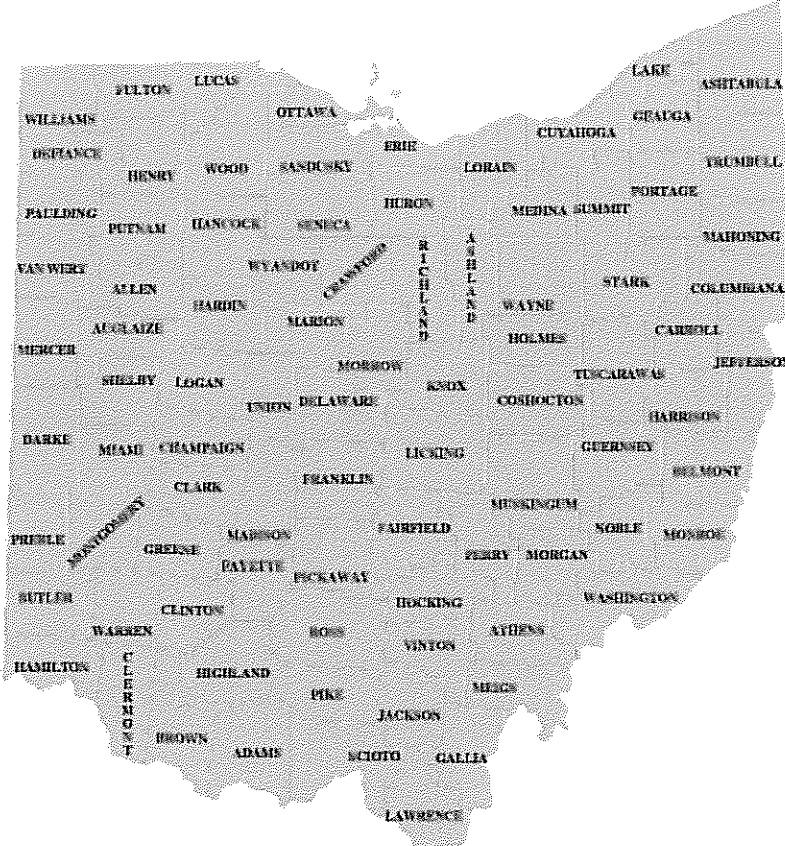 LAKE
LUCAS
ASHTABULA
FULTON
OTTAWA
GEAUGA
WILLIAMS
CUYAHOGA
ERIE
DEFIANCE
TRUMBULL
SANDUSKY
LORAIN
WOOD
HENRY
PORTAGE
HURON
MEDINA
SUMMIT
PAULDING
HANCOCK
SENECA
PUTNAM
MAHONING
VAN WERT
WYANDOT
CRAWFORD
RICHLAND
ASHLAND
STARK
COLUMBIANA
ALLEN
HARDIN
WAYNE
MARION
AUGLAIZE
CARROLL
HOLMES
MERCER
JEFFERSON
MORROW
TUSCARAWAS
SHELBY
LOGAN
KNOX
UNION
DELAWARE
COSHOCTON
HARRISON
DARKE
MIAMI
CHAMPAIGN
GUERNSEY
LICKING
BELMONT
FRANKLIN
CLARK
MUSKINGUM
MONTGOMERY
FAIRFIELD
NOBLE
MONROE
MADISON
PREBLE
GREENE
PERRY
MORGAN
FAYETTE
PICKAWAY
BUTLER
WASHINGTON
HOCKING
CLINTON
WARREN
ROSS
ATHENS
VINTON
HAMILTON
CLERMONT
HIGHLAND
MEIGS
PIKE
JACKSON
BROWN
ADAMS
SCIOTO
GALLIA
LAWRENCE